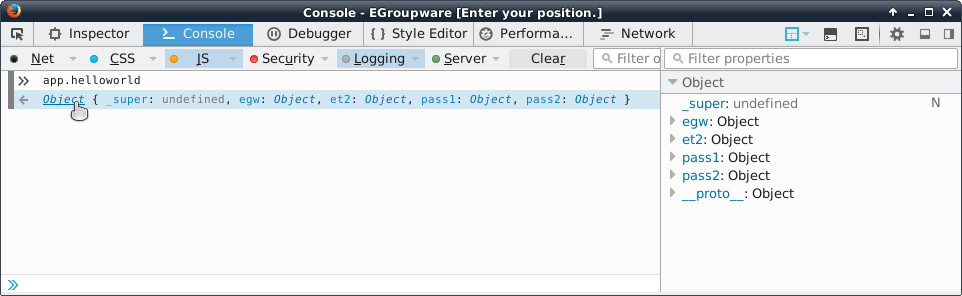 Console - EGroupware [Enter your position.]
Inspector Console Debugger { } Style Editor Performa... Network
Net CSS JS Security Logging Server Clear Filter o Filter properties
app.helloworld
Object { _super: undefined, egw: Object, et2: Object, pass1: Object, pass2: Object }
Object
_super: undefined N
egw: Object
et2: Object
pass1: Object
pass2: Object
__proto__: Object